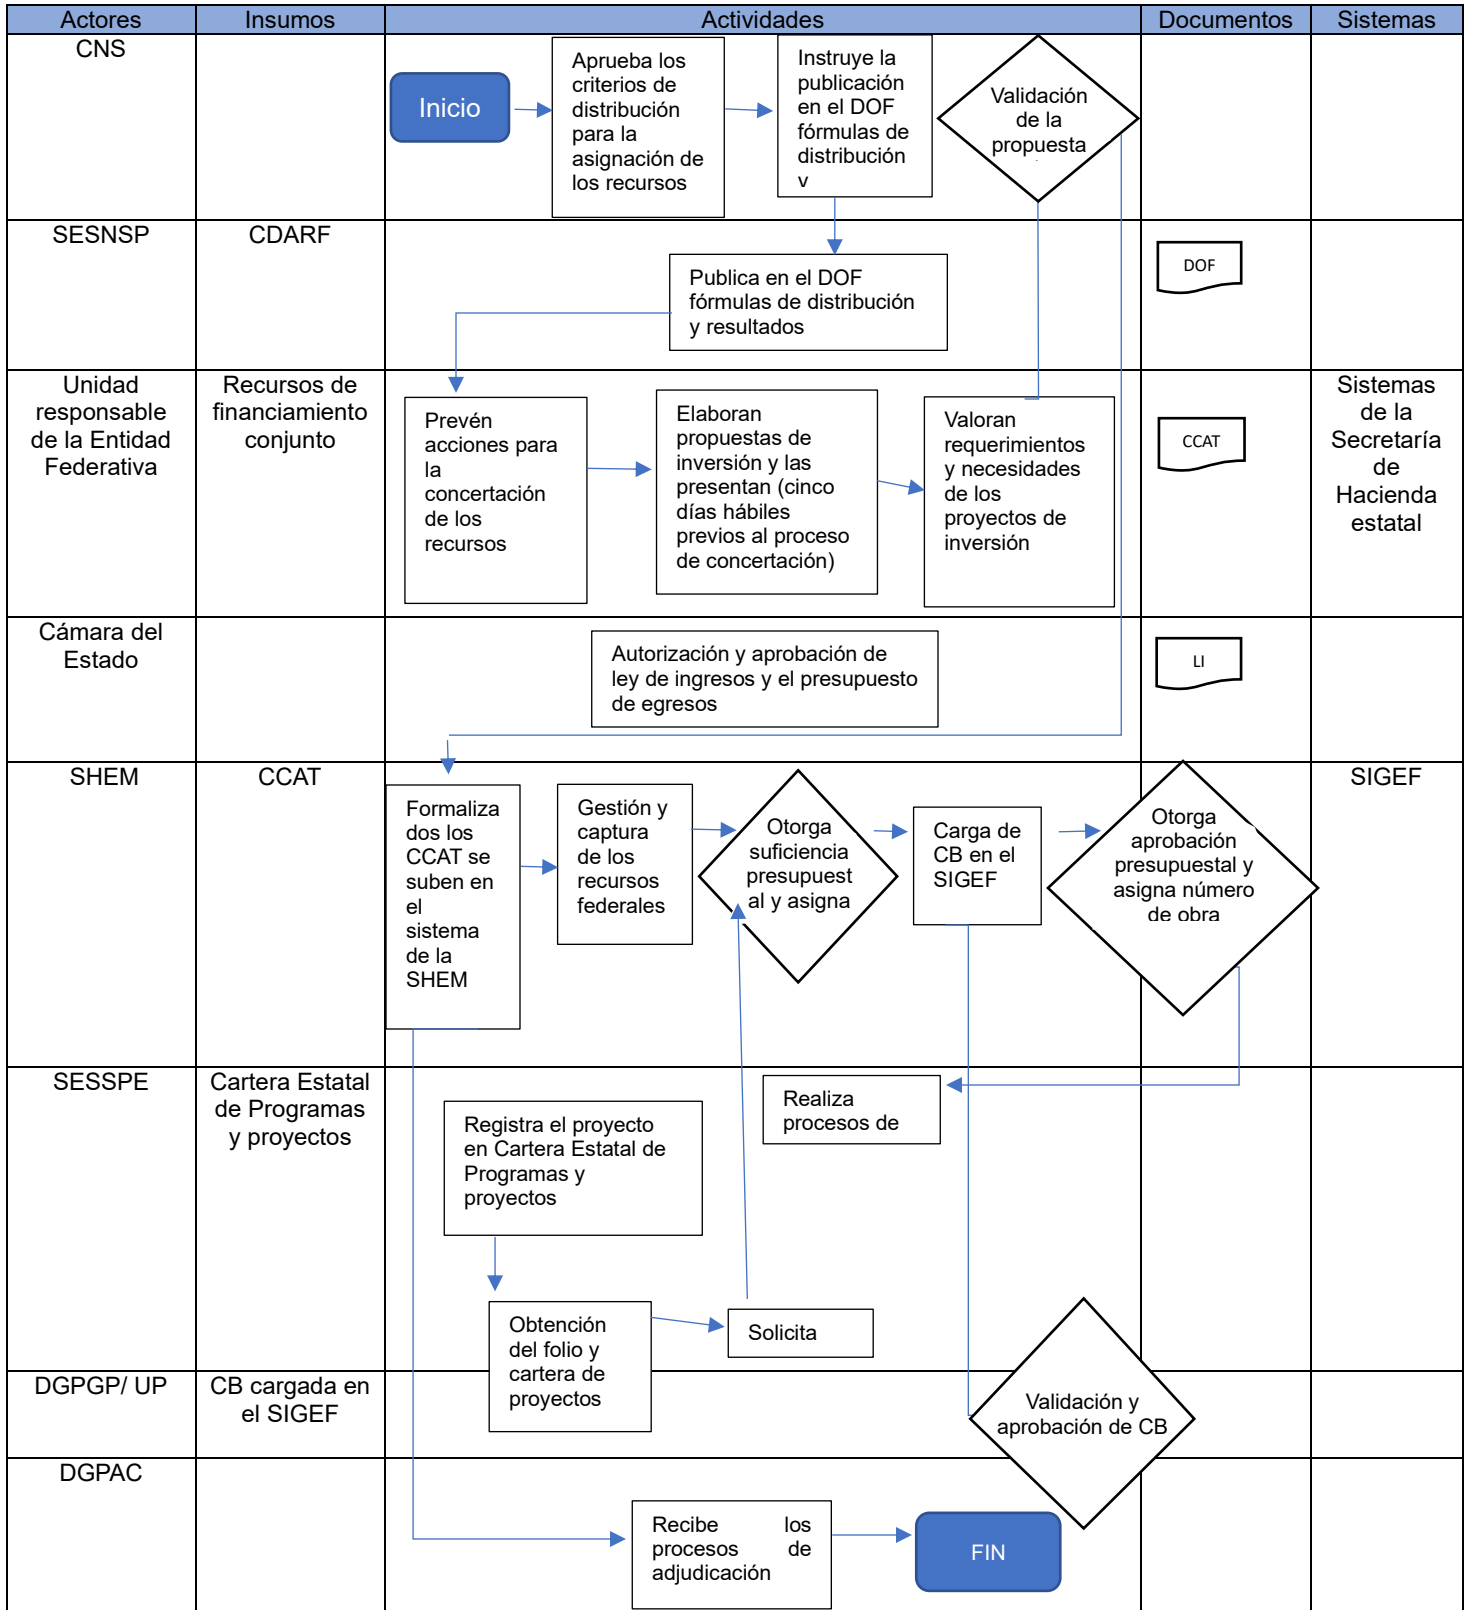 Actores
Insumos
Actividades
Documentos
Sistemas
CNS
Inicio
Aprueba los
criterios de
distribución
para la
asignación de
los recursos
Instruye la
publicación
en el DOF
fórmulas de
distribución
y
Validación
de la
propuesta
SESNSP
CDARF
Publica en el DOF
fórmulas de distribución
y resultados
DOF
Unidad
responsable
de la Entidad
Federativa
Recursos de
financiamiento
conjunto
Prevén
acciones para
la
concertación
de los
recursos
Elaboran
propuestas de
inversión y las
presentan (cinco
días hábiles
previos al proceso
de concertación)
Valoran
requerimientos
y necesidades
de los
proyectos de
inversión
CCAT
Sistemas
de la
Secretaría
de
Hacienda
estatal
Cámara del
Estado
Autorización y aprobación de
ley de ingresos y el presupuesto
de egresos
LI
SHEM
CCAT
Formaliza
dos los
CCAT se
suben en
el
sistema
de la
SHEM
Gestión y
captura
de los
recursos
federales
Otorga
suficiencia
presupuest
al y asigna
Carga de
CB en el
SIGEF
Otorga
aprobación
presupuestal y
asigna número
de obra
SIGEF
SESSPE
Cartera Estatal
de Programas
y proyectos
Registra el proyecto
en Cartera Estatal de
Programas y
proyectos
Realiza
procesos de
Obtención
del folio y
cartera de
proyectos
Solicita
DGPGP/ UP
CB cargada en
el SIGEF
Validación y
aprobación de CB
DGPAC
Recibe los
procesos de
adjudicación
FIN